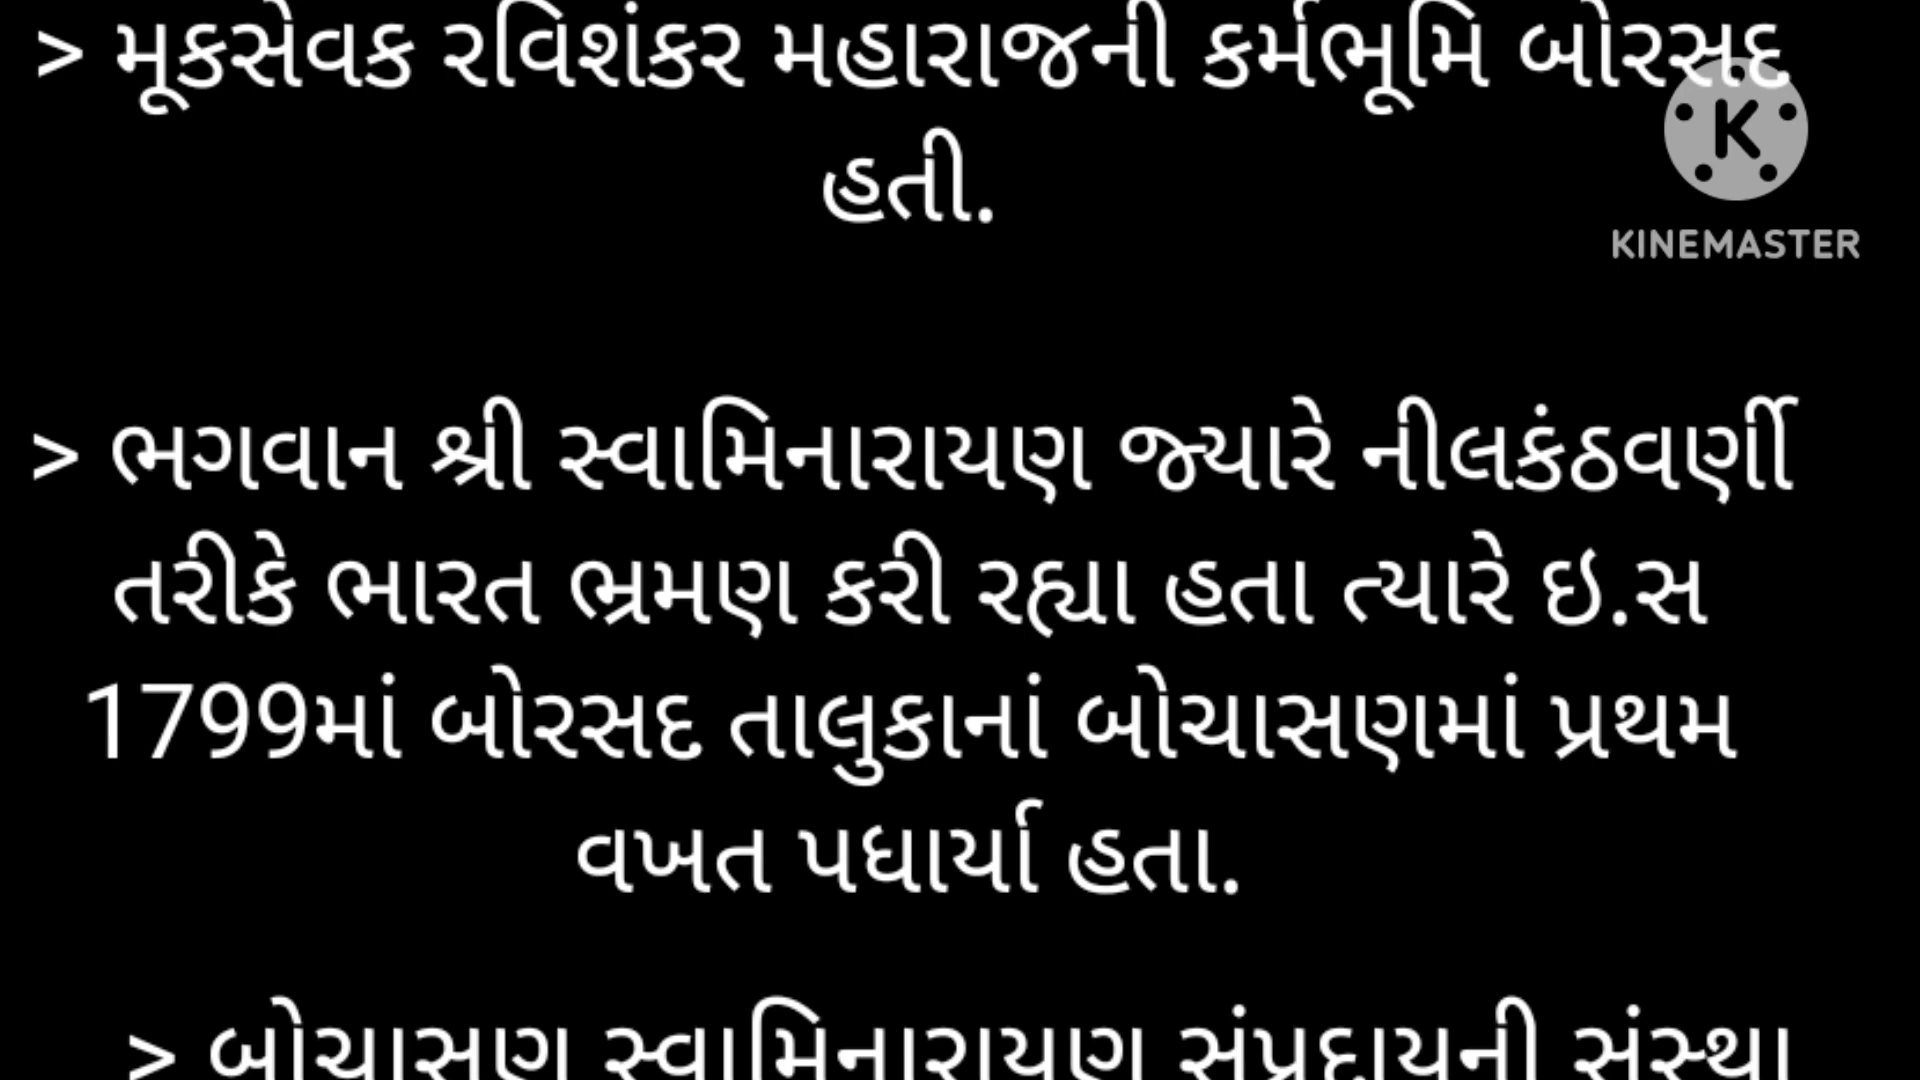 > મૂકસેવક રવિશંકર મહારાજની કર્મભૂમિ બોરસદ
હતી.
K
KINEMASTER
> ભગવાન શ્રી સ્વામિનારાયણ જ્યારે નીલકંઠવર્ણી
તરીકે ભારત ભ્રમણ કરી રહ્યા હતા ત્યારે ઇ.સ
1799માં બોરસદ તાલુકાનાં બોચાસણમાં પ્રથમ
વખત પધાર્યા હતા.
> બોચાસણ સ્વામિનારાયણ સંપ્રદાયની સંસ્થા